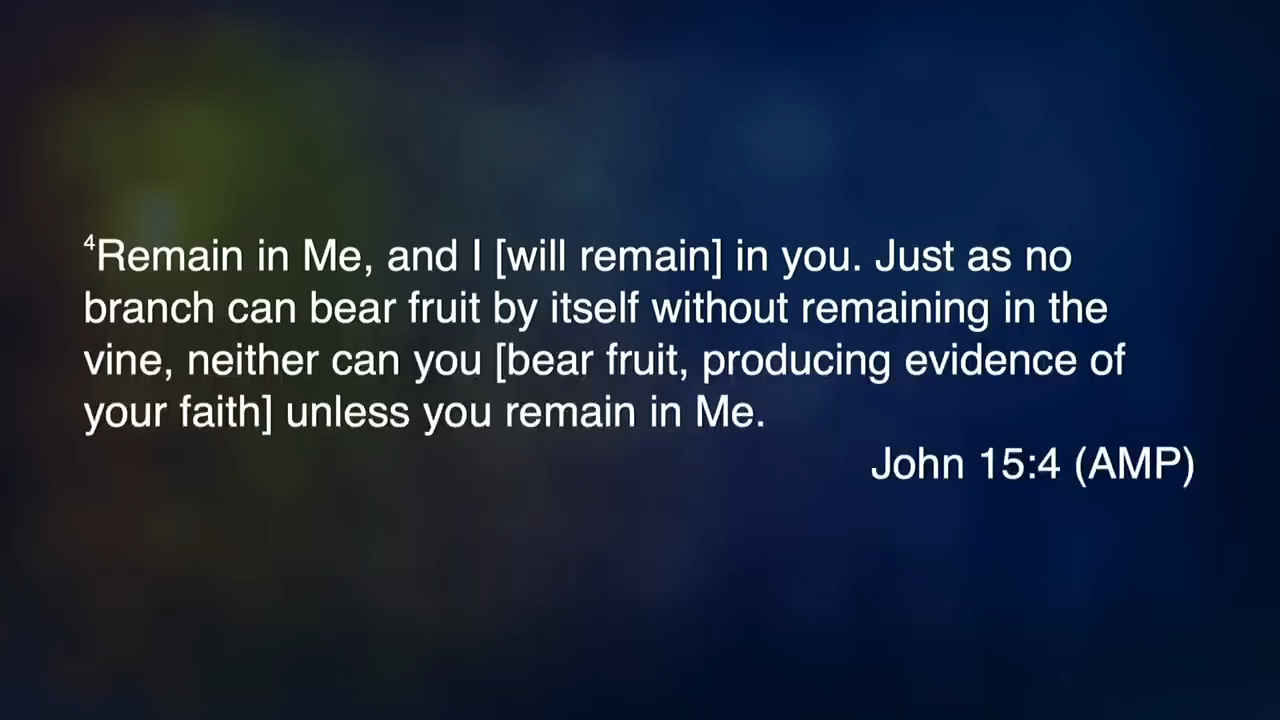 ⁴Remain in Me, and I [will remain] in you. Just as no
branch can bear fruit by itself without remaining in the
vine, neither can you [bear fruit, producing evidence of
your faith] unless you remain in Me.
John 15:4 (AMP)